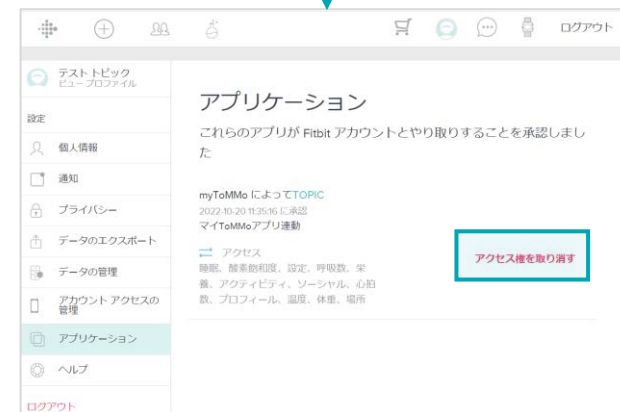 ログアウト
テスト トピック
ビュー プロファイル
設定
個人情報
通知
プライバシー
データのエクスポート
データの管理
アカウント アクセスの
管理
アプリケーション
ヘルプ
ログアウト
アプリケーション
これらのアプリが Fitbit アカウントとやり取りすることを承認しまし
た
myToMMo によってTOPIC
2022-10-20 11:35:16 に承認
マイToMMoアプリ連動
アクセス
睡眠、酸素飽和度、設定、呼吸数、栄
養、アクティビティ、ソーシャル、心拍
数、プロフィール、温度、体重、場所
アクセス権を取り消す